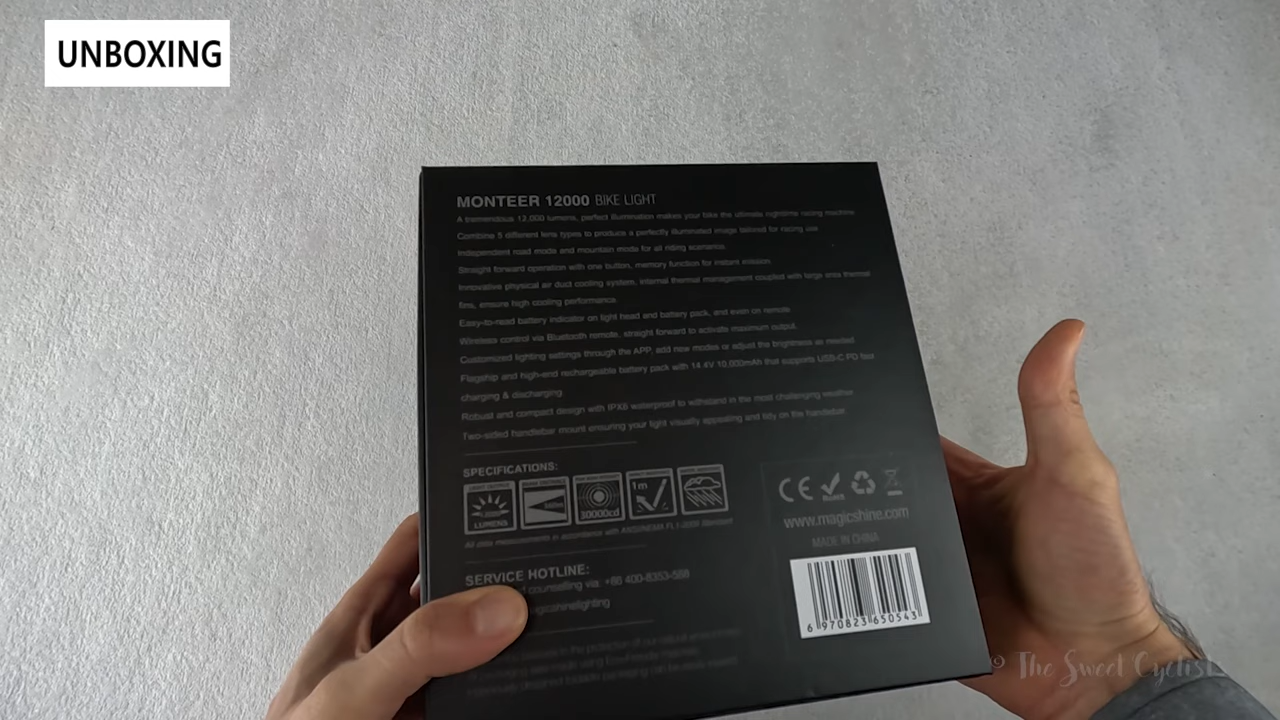 UNBOXING
MONTEER 12000 BIKE LIGHT
A tremendous 12,000 lumens, perfect illumination makes your bike the ultimate nighttime racing machine
Combine 5 different lens types to produce a perfectly illuminated image tailored for racing use
Independent road mode and mountain mode for all riding scenarios.
Straight forward operation with one button, memory function for instant mission.
Innovative physical air duct cooling system, internal thermal management coupled with large area thermal
fins, ensure high cooling performance.
Easy-to-read battery indicator on light head and battery pack, and even on remote
Wireless control via Bluetooth remote, straight forward to activate maximum output.
Customized lighting settings through the APP, add new modes or adjust the brightness as needed
Flagship and high-end rechargeable battery pack with 14.4V 10,000mAh that supports USB-C PD fast
charging & discharging.
Robust and compact design with IPX6 waterproof to withstand in the most challenging weather
Two-sided handlebar mount ensuring your light visually appealing and tidy on the handlebar.
SPECIFICATIONS:
LIGHT OUTPUT
LUMENS
BEAM DISTANCE
30000cd
1m
CE
RoHS
www.magicshine.com
All data measurements in accordance with ANSI/NEMA FL1-2009 Standard
MADE IN CHINA
SERVICE HOTLINE:
counselling via: +86 400-8353-568
gicshinelighting
6 970823 650543
© The Sweet Cyclist